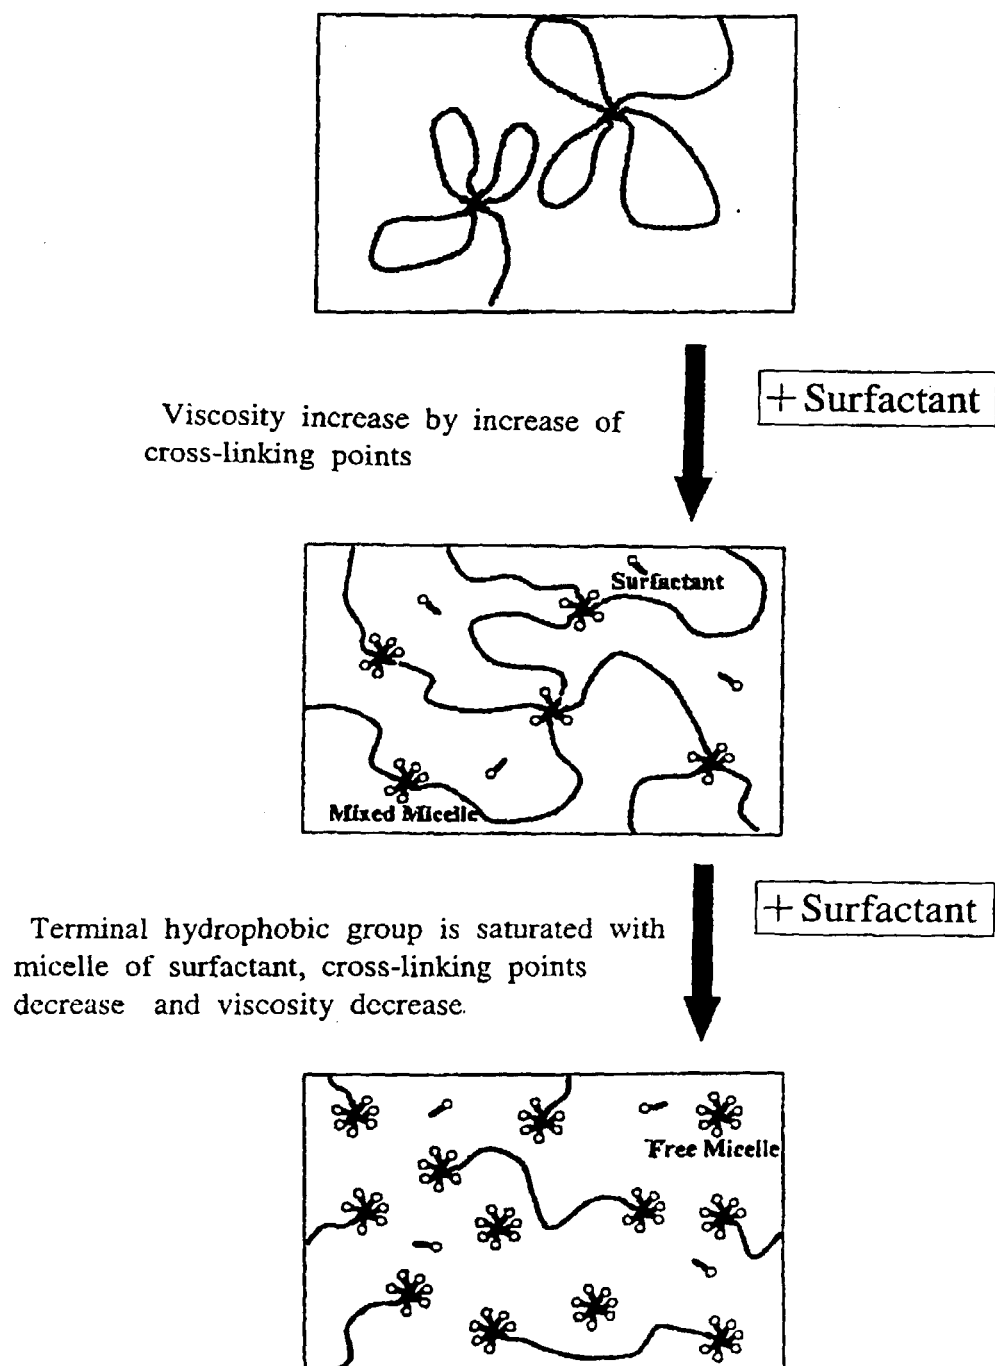 + Surfactant
Viscosity increase by increase of
cross-linking points
Surfactant
Mixed Micelle
+ Surfactant
Terminal hydrophobic group is saturated with
micelle of surfactant, cross-linking points
decrease and viscosity decrease.
Free Micelle